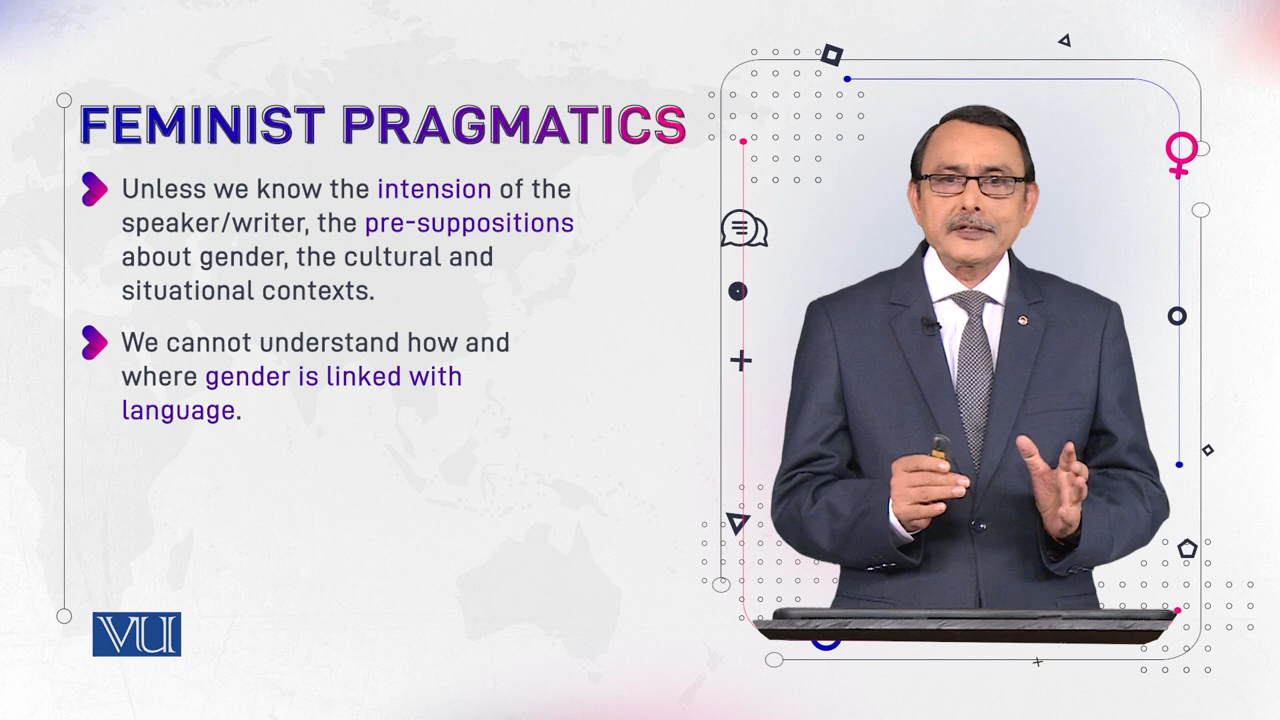 FEMINIST PRAGMATICS
Unless we know the intension of the
speaker/writer, the pre-suppositions
about gender, the cultural and
situational contexts.
We cannot understand how and
where gender is linked with
language.
VU